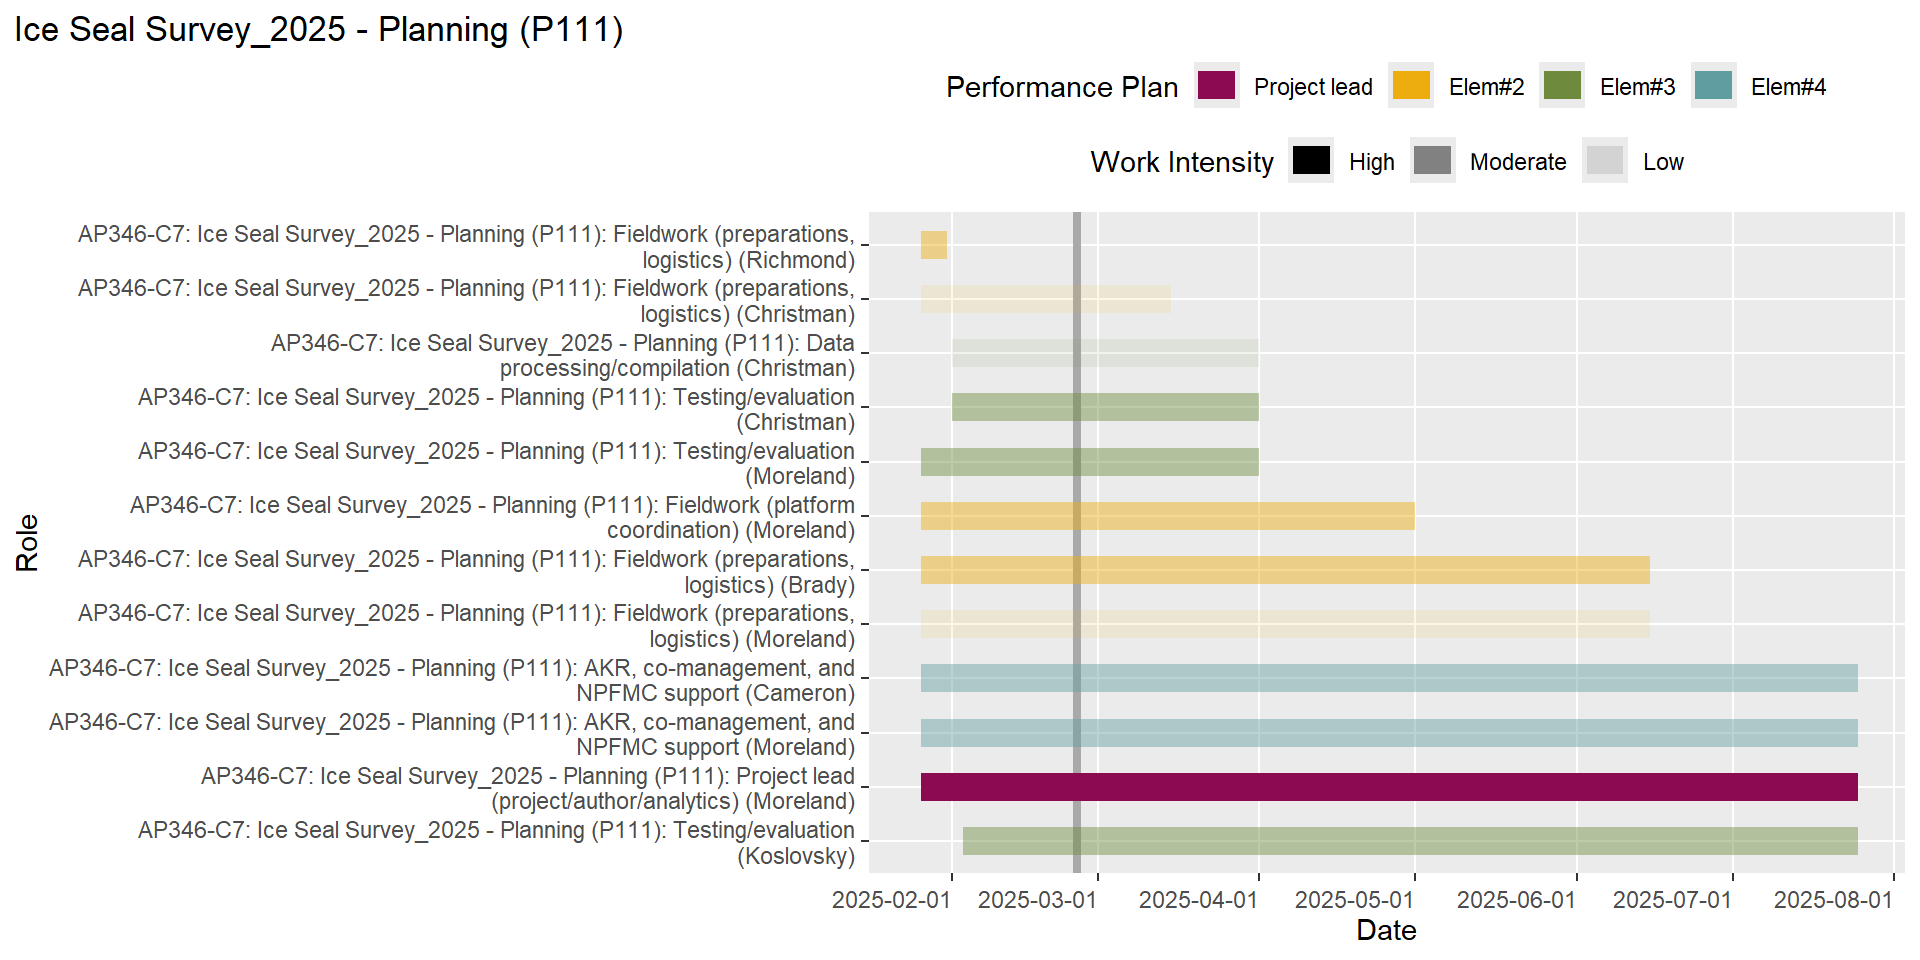 Ice Seal Survey_2025 - Planning (P111)
Performance Plan Project lead Elem#2 Elem#3 Elem#4
Work Intensity High Moderate Low
AP346-C7: Ice Seal Survey_2025 - Planning (P111): Fieldwork (preparations,
logistics) (Richmond)
AP346-C7: Ice Seal Survey_2025 - Planning (P111): Fieldwork (preparations,
logistics) (Christman)
AP346-C7: Ice Seal Survey_2025 - Planning (P111): Data
processing/compilation (Christman)
AP346-C7: Ice Seal Survey_2025 - Planning (P111): Testing/evaluation
(Christman)
AP346-C7: Ice Seal Survey_2025 - Planning (P111): Testing/evaluation
(Moreland)
AP346-C7: Ice Seal Survey_2025 - Planning (P111): Fieldwork (platform
coordination) (Moreland)
AP346-C7: Ice Seal Survey_2025 - Planning (P111): Fieldwork (preparations,
logistics) (Brady)
AP346-C7: Ice Seal Survey_2025 - Planning (P111): Fieldwork (preparations,
logistics) (Moreland)
AP346-C7: Ice Seal Survey_2025 - Planning (P111): AKR, co-management, and
NPFMC support (Cameron)
AP346-C7: Ice Seal Survey_2025 - Planning (P111): AKR, co-management, and
NPFMC support (Moreland)
AP346-C7: Ice Seal Survey_2025 - Planning (P111): Project lead
(project/author/analytics) (Moreland)
AP346-C7: Ice Seal Survey_2025 - Planning (P111): Testing/evaluation
(Koslovsky)
Role
2025-02-01 2025-03-01 2025-04-01 2025-05-01 2025-06-01 2025-07-01 2025-08-01
Date